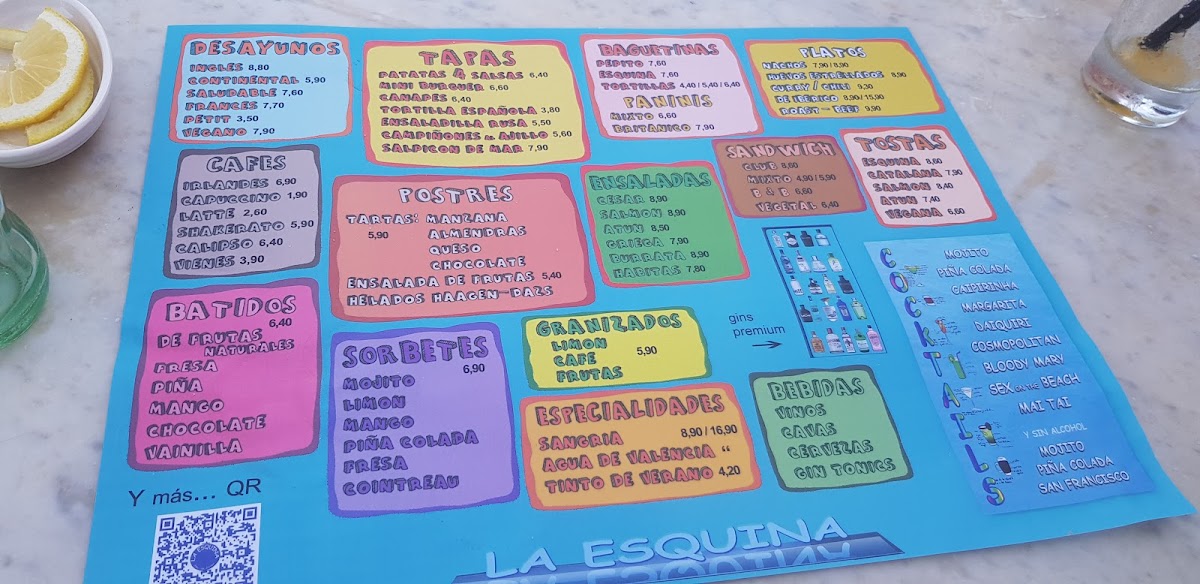 DESAYUNOS
INGLES 8,80
CONTINENTAL 5,90
SALUDABLE 7,60
FRANCES 7,70
PETIT 3,50
VEGANO 7,90
TAPAS
PATATAS 4 SALSAS 6,40
MINI BURGUER 6,60
CANAPES 6,40
TORTILLA ESPAÑOLA 3,80
ENSALADILLA RUSA 5,50
CAMPIÑONES AL AJILLO 5,60
SALPICON DE MAR 7,90
BAGUETINAS
PEPITO 7,60
ESQUINA 7,60
TORTILLAS 4,40 / 5,40 / 6,40
PANINIS
MIXTO 6,60
BRITANICO 7,90
PLATOS
NACHOS 7,90 / 8,90
HUEVOS ESTRELLADOS 8,90
CURRY / CHILI 9,20
DE IBERICO 8,90 / 15,90
ROAST-BEEF 9,90
CAFES
IRLANDES 6,90
CAPUCCINO 1,90
LATTE 2,60
SHAKERATO 5,90
CALIPSO 6,40
VIENES 3,90
POSTRES
TARTAS: MANZANA
5,90 ALMENDRAS
QUESO
CHOCOLATE
ENSALADA DE FRUTAS 5,40
HELADOS HAAGEN-DAZS
ENSALADAS
CESAR 8,90
SALMON 8,90
ATUN 8,50
GRIEGA 7,90
BURRATA 8,90
HABITAS 7,80
SANDWICH
CLUB 8,60
MIXTO 4,90 / 5,90
B & B 6,60
VEGETAL 6,40
TOSTAS
ESQUINA 8,60
CATALANA 7,90
SALMON 8,40
ATUN 7,40
VEGANA 6,60
BATIDOS
6,40
DE FRUTAS
NATURALES
FRESA
PIÑA
MANGO
CHOCOLATE
VAINILLA
SORBETES
6,90
MOJITO
LIMON
MANGO
PIÑA COLADA
FRESA
COINTREAU
GRANIZADOS
LIMON
CAFE 5,90
FRUTAS
ESPECIALIDADES
SANGRIA 8,90 / 16,90
AGUA DE VALENCIA “
TINTO DE VERANO 4,20
gins
premium
BEBIDAS
VINOS
CAVAS
CERVEZAS
GIN TONICS
COCKTAILS
MOJITO
PIÑA COLADA
CAIPIRINHA
MARGARITA
DAIQUIRI
COSMOPOLITAN
BLOODY MARY
SEX ON THE BEACH
MAI TAI
Y SIN ALCOHOL
MOJITO
PIÑA COLADA
SAN FRANCISCO
Y más... QR
LA ESQUINA